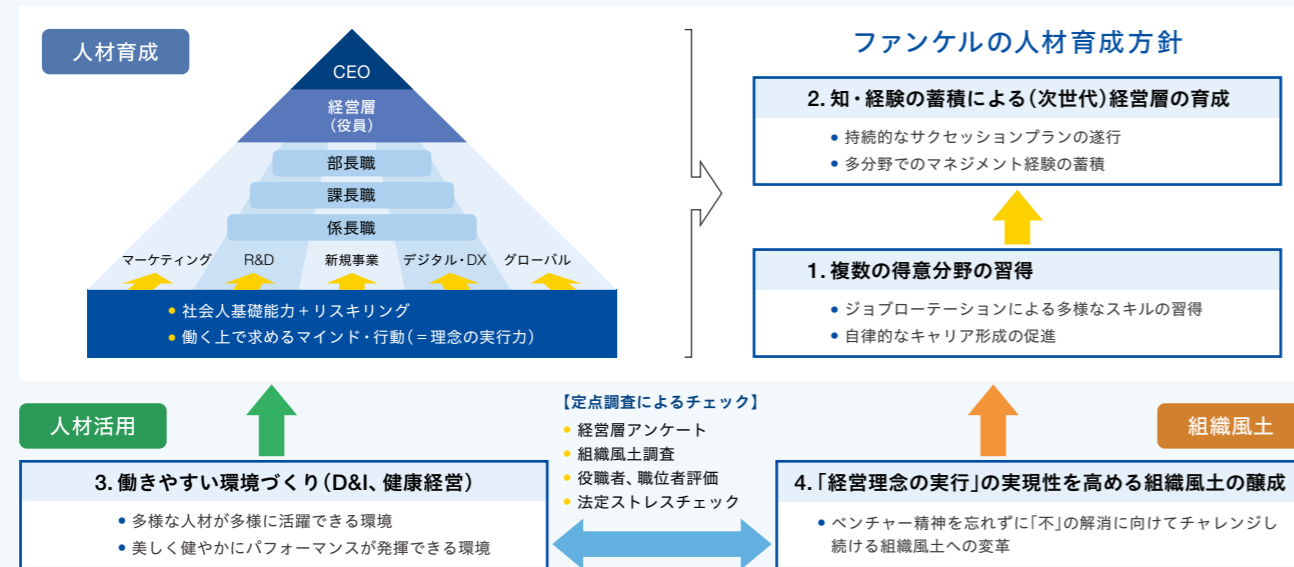 人材育成
CEO
経営層
(役員)
部長職
課長職
係長職
マーケティング
R&D
新規事業
デジタル・DX
グローバル
• 社会人基礎能力+リスキリング
• 働く上で求めるマインド・行動(=理念の実行力)
ファンケルの人材育成方針
2. 知・経験の蓄積による(次世代)経営層の育成
• 持続的なサクセッションプランの遂行
• 多分野でのマネジメント経験の蓄積
1. 複数の得意分野の習得
• ジョブローテーションによる多様なスキルの習得
• 自律的なキャリア形成の促進
人材活用
3. 働きやすい環境づくり(D&I、健康経営)
• 多様な人材が多様に活躍できる環境
• 美しく健やかにパフォーマンスが発揮できる環境
【定点調査によるチェック】
• 経営層アンケート
• 組織風土調査
• 役職者、職位者評価
• 法定ストレスチェック
組織風土
4.「経営理念の実行」の実現性を高める組織風土の醸成
• ベンチャー精神を忘れずに「不」の解消に向けてチャレンジし
続ける組織風土への変革